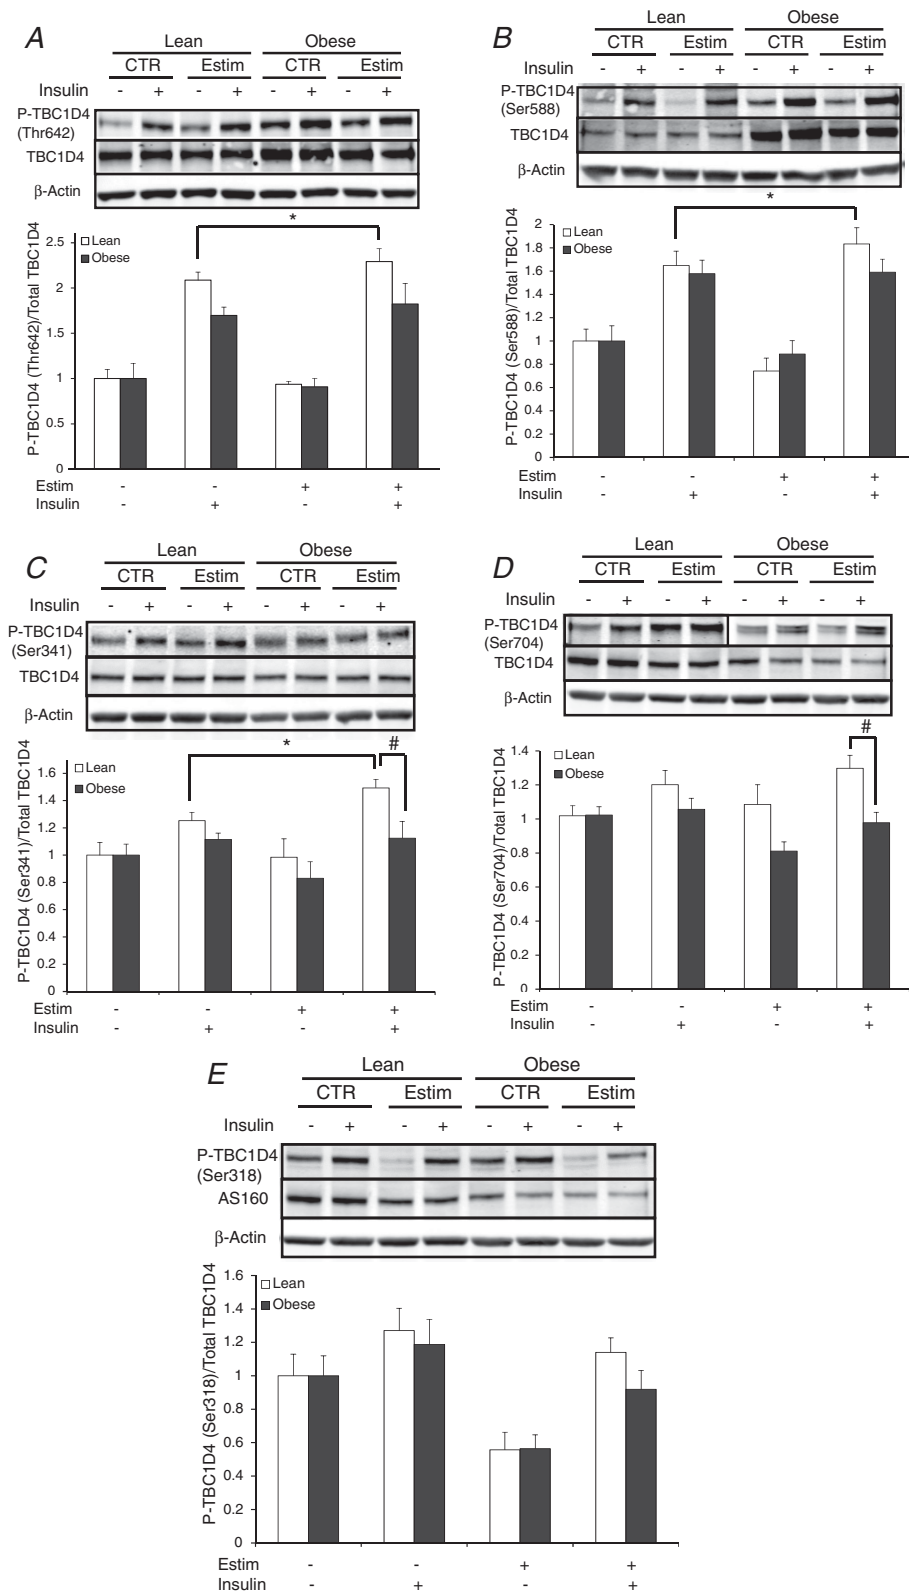 A
Lean Obese
CTR Estim CTR Estim
Insulin - + - + - + - +
P-TBC1D4
(Thr642)
TBC1D4
β-Actin
*
P-TBC1D4 (Thr642)/Total TBC1D4
Lean
Obese
2.5
2
1.5
1
0.5
0
Estim - - + +
Insulin - + - +
B
Lean Obese
CTR Estim CTR Estim
Insulin - + - + - + - +
P-TBC1D4
(Ser588)
TBC1D4
β-Actin
*
P-TBC1D4 (Ser588)/Total TBC1D4
Lean
Obese
2
1.8
1.6
1.4
1.2
1
0.8
0.6
0.4
0.2
0
Estim - - + +
Insulin - + - +
C
Lean Obese
CTR Estim CTR Estim
Insulin - + - + - + - +
P-TBC1D4
(Ser341)
TBC1D4
β-Actin
* #
P-TBC1D4 (Ser341)/Total TBC1D4
Lean
Obese
1.6
1.4
1.2
1
0.8
0.6
0.4
0.2
0
Estim - - + +
Insulin - + - +
D
Lean Obese
CTR Estim CTR Estim
Insulin - + - + - + - +
P-TBC1D4
(Ser704)
TBC1D4
β-Actin
#
P-TBC1D4 (Ser704)/Total TBC1D4
Lean
Obese
1.4
1.2
1
0.8
0.6
0.4
0.2
0
Estim - - + +
Insulin - + - +
E
Lean Obese
CTR Estim CTR Estim
Insulin - + - + - + - +
P-TBC1D4
(Ser318)
AS160
β-Actin
P-TBC1D4 (Ser318)/Total TBC1D4
Lean
Obese
1.6
1.4
1.2
1
0.8
0.6
0.4
0.2
0
Estim - - + +
Insulin - + - +